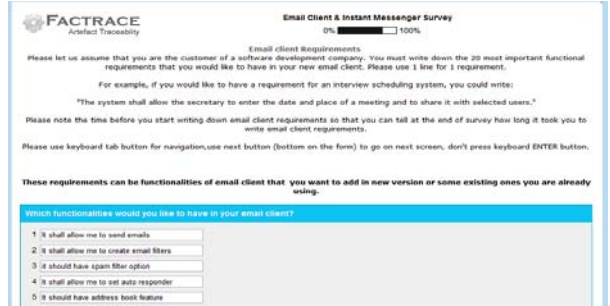 FACTRACE
Artefact Traceablity
Email Client & Instant Messenger Survey
0% 100%
Email client Requirements
Please let us assume that you are the customer of a software development company. You must write down the 20 most important functional
requirements that you would like to have in your new email client. Please use 1 line for 1 requirement.
For example, if you would like to have a requirement for an interview scheduling system, you could write:
"The system shall allow the secretary to enter the date and place of a meeting and to share it with selected users."
Please note the time before you start writing down email client requirements so that you can tell at the end of survey how long it took you to
write email client requirements.
Please use keyboard tab button for navigation,use next button (bottom on the form) to go on next screen, don't press keyboard ENTER button.
These requirements can be functionalities of email client that you want to add in new version or some existing ones you are already
using.
Which functionalities would you like to have in your email client?
1 It shall allow me to send emails
2 It shall allow me to create email filters
3 it should have spam filter option
4 It shall allow me to set auto responder
5 It should have address book feature